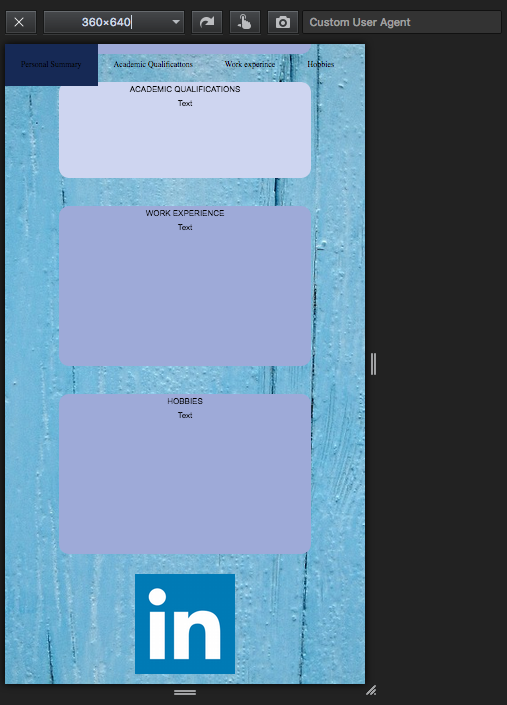 360×640
Custom User Agent
Personal Summary Academic Qualifications Work experince Hobbies
ACADEMIC QUALIFICATIONS
Text
WORK EXPERIENCE
Text
HOBBIES
Text
in